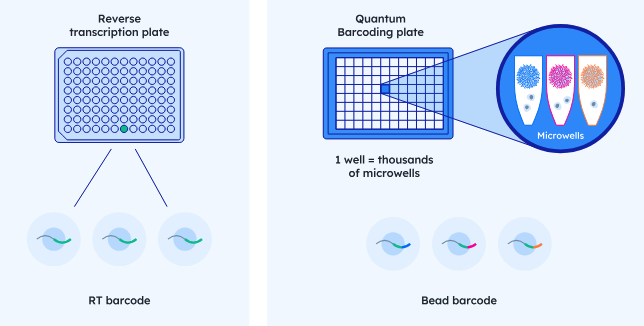 Reverse
transcription plate
RT barcode
Quantum
Barcoding plate
Microwells
1 well = thousands
of microwells
Bead barcode